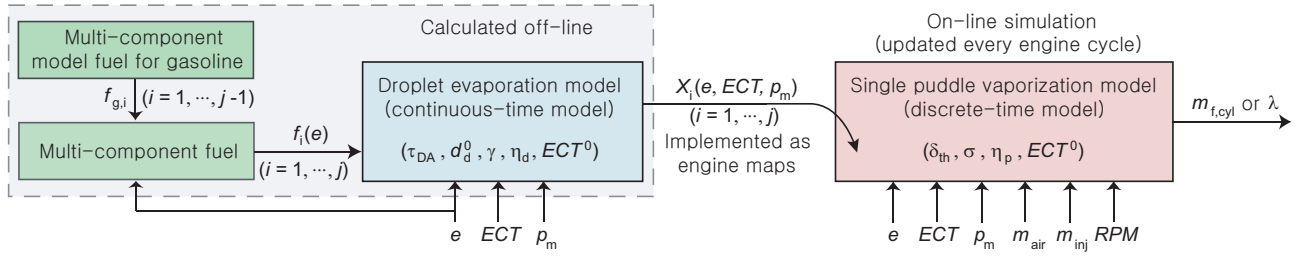 Calculated off-line
Multi-component
model fuel for gasoline
f_g,i (i = 1, ···, j -1)
Multi-component fuel
f_i(e)
(i = 1, ···, j)
Droplet evaporation model
(continuous-time model)
(τ_DA , d_d^0 , γ , η_d, ECT^0)
e ECT p_m
X_i(e, ECT, p_m)
(i = 1, ···, j)
Implemented as
engine maps
On-line simulation
(updated every engine cycle)
Single puddle vaporization model
(discrete-time model)
(δ_th , σ , η_p , ECT^0)
e ECT p_m m_air m_inj RPM
m_f,cyl or λ